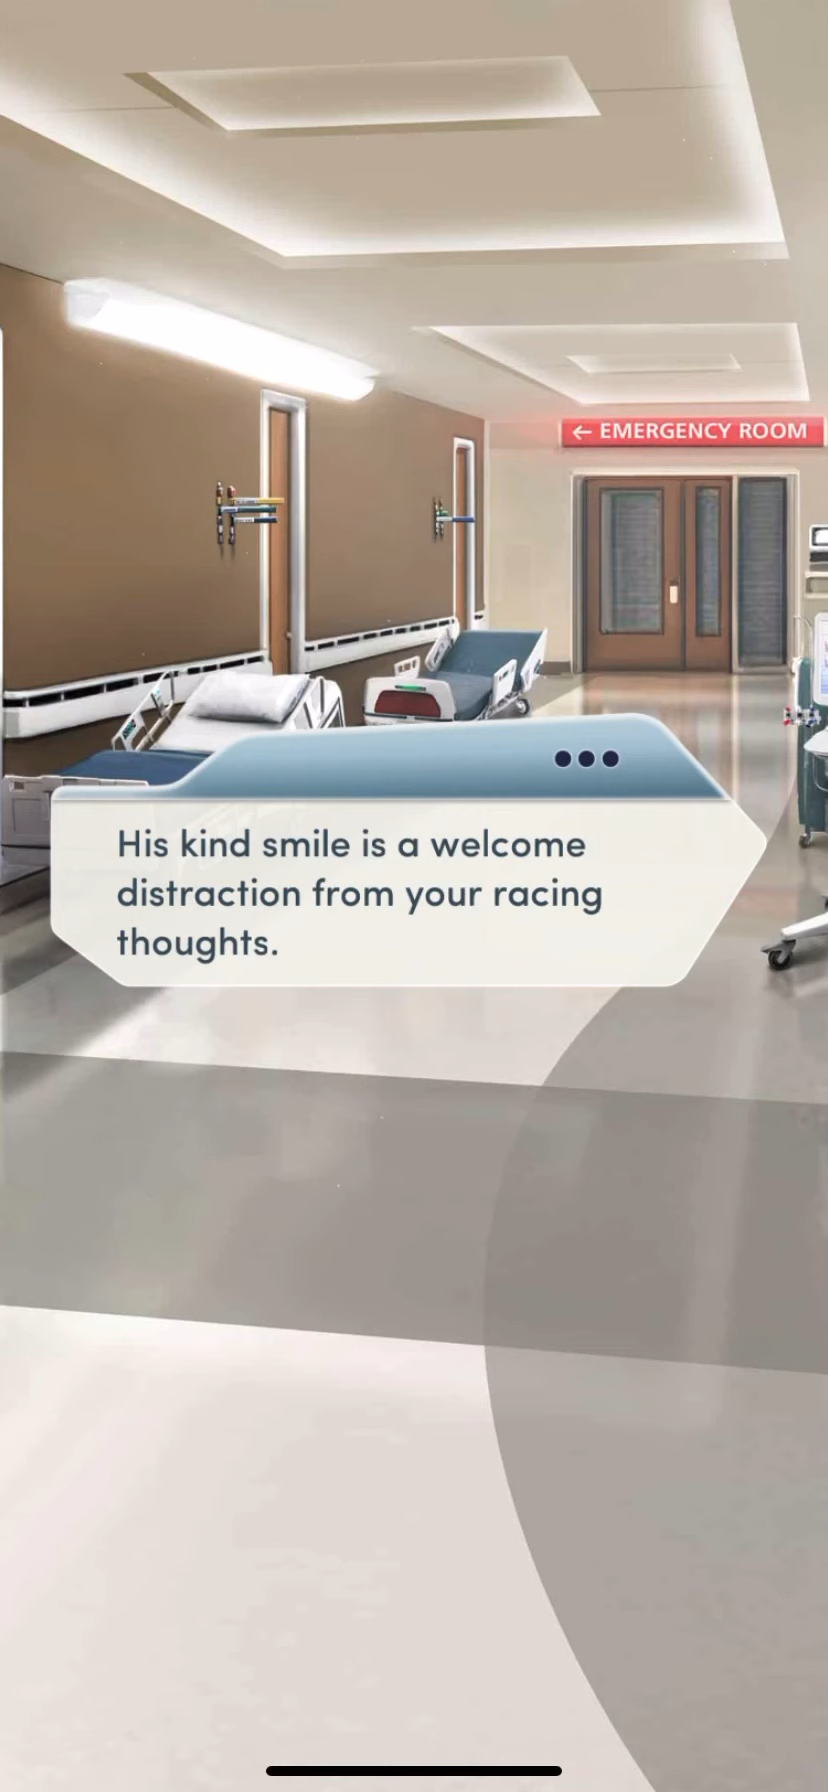 ← EMERGENCY ROOM
His kind smile is a welcome
distraction from your racing
thoughts.